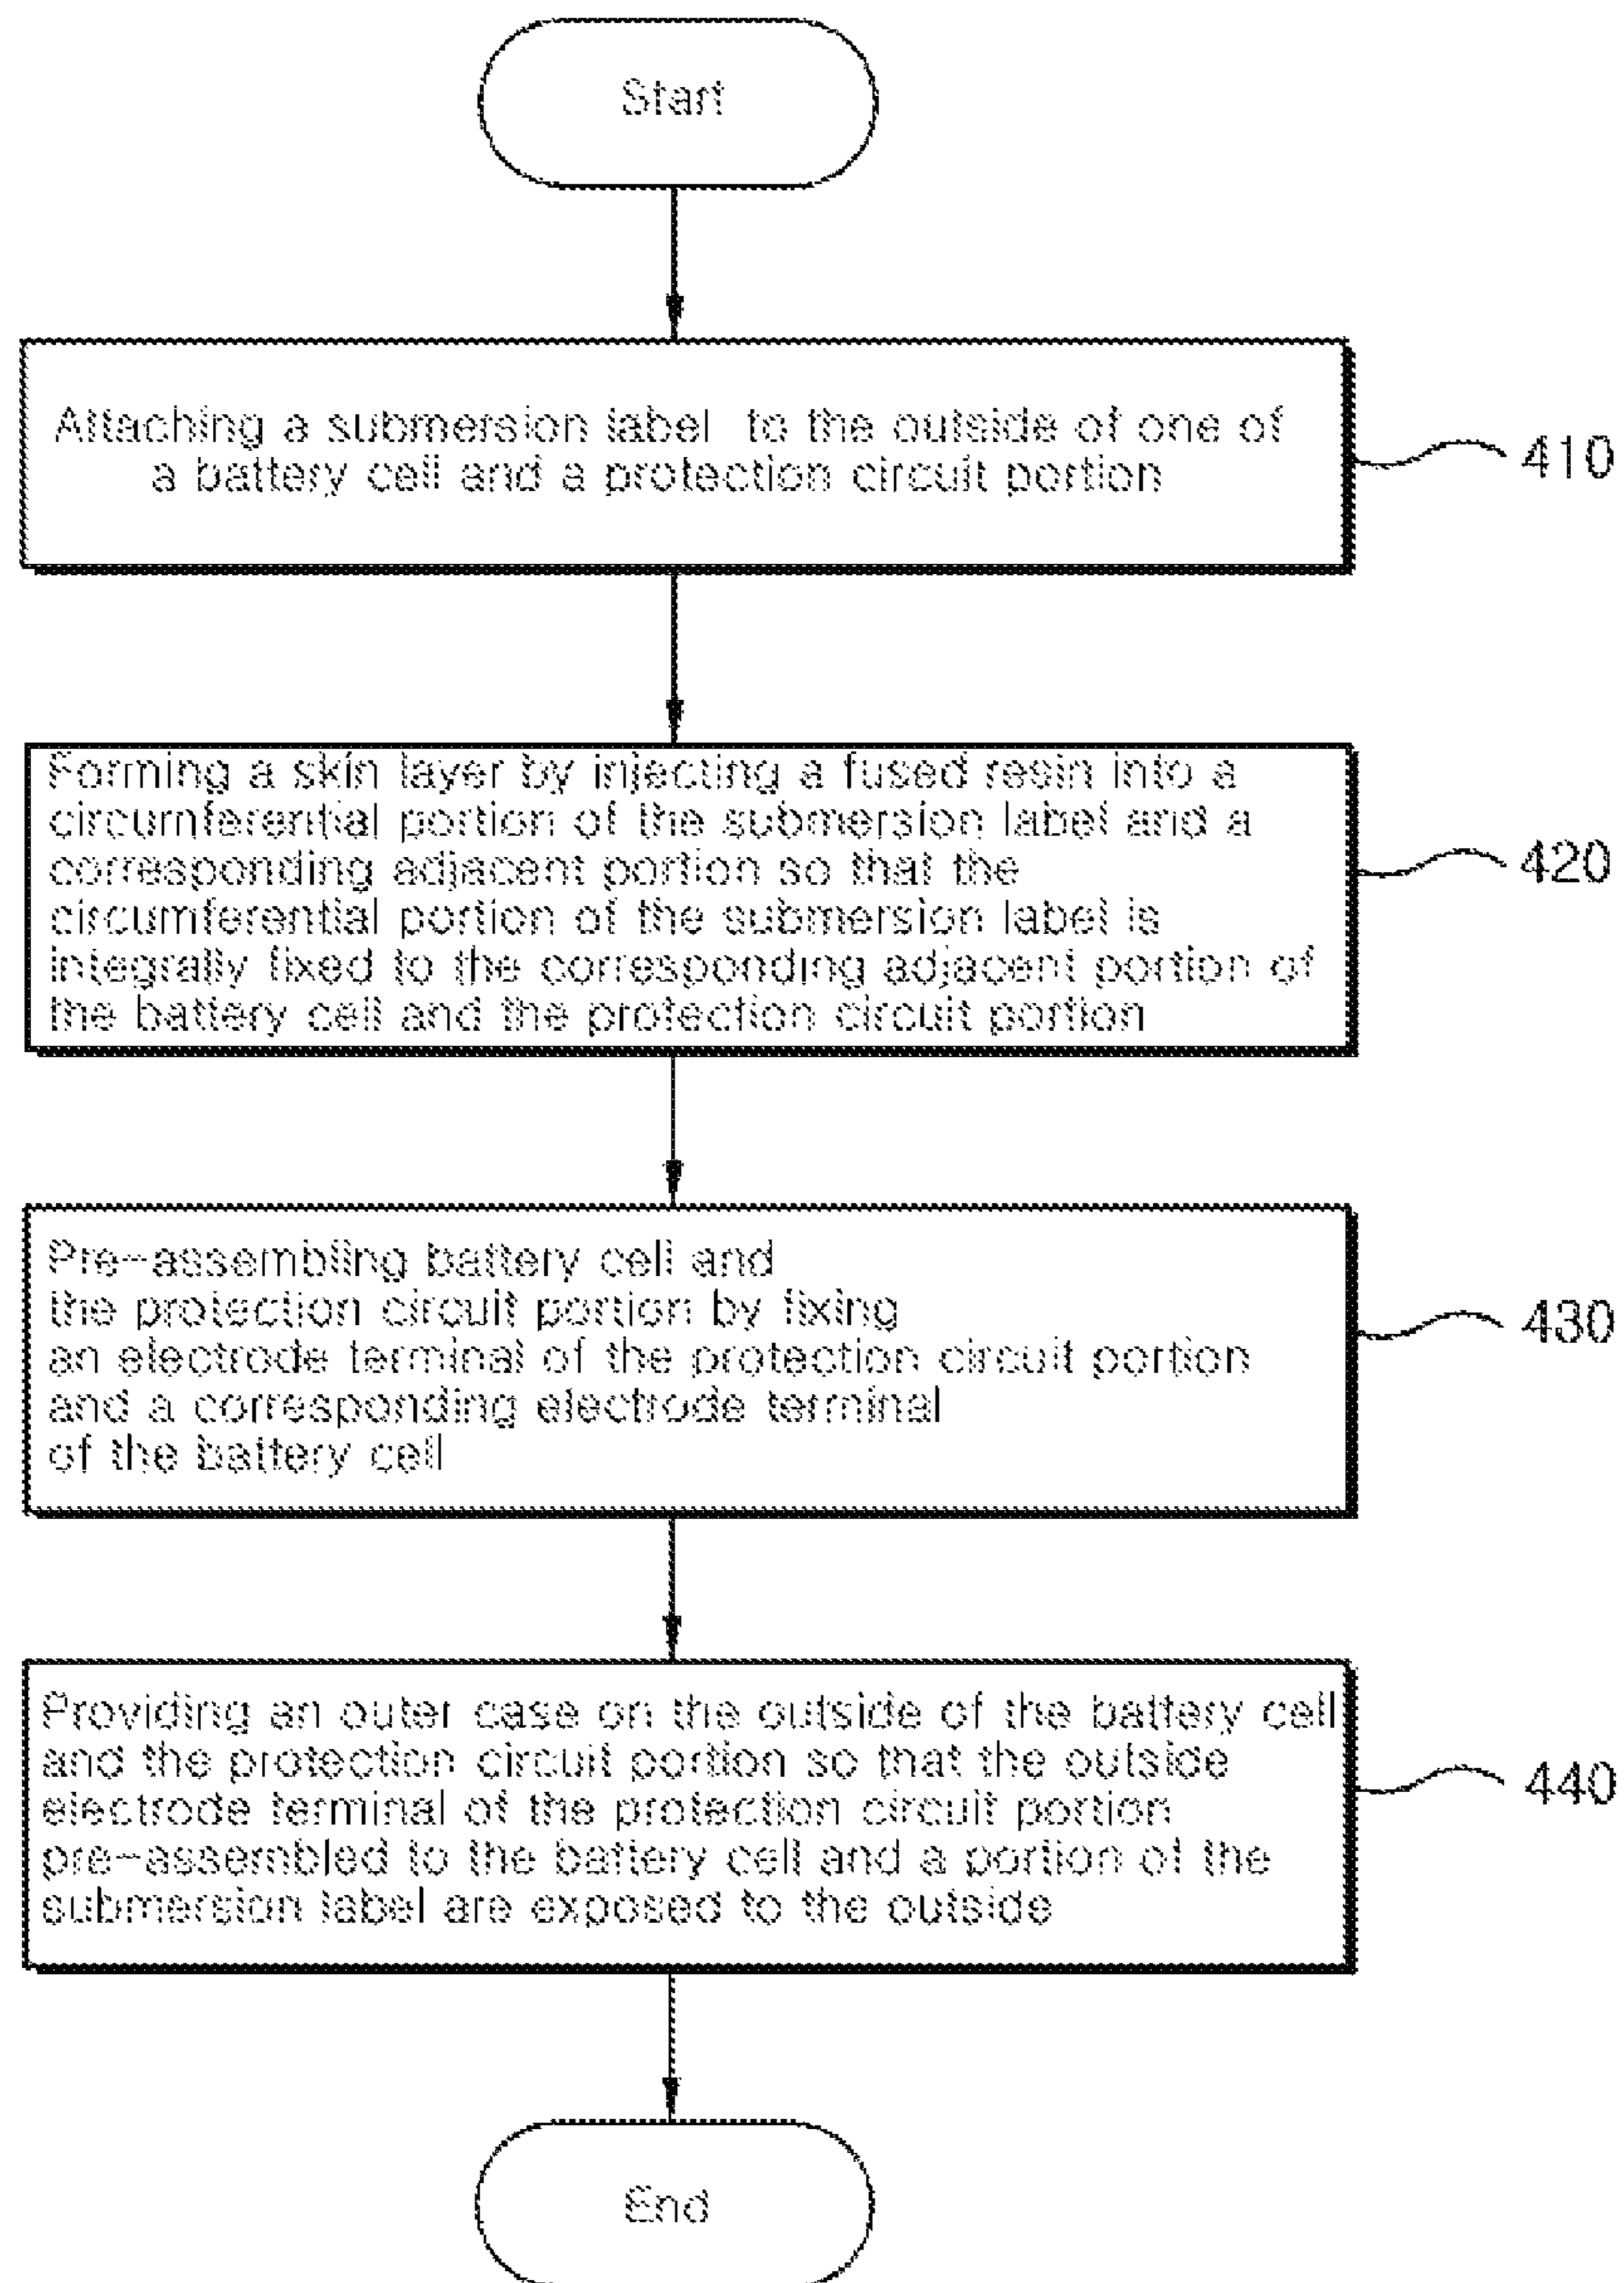 Start
Attaching a submersion label to the outside of one of
a battery cell and a protection circuit portion
410
Forming a skin layer by injecting a fused resin into a
circumferential portion of the submersion label and a
corresponding adjacent portion so that the
circumferential portion of the submersion label is
integrally fixed to the corresponding adjacent portion of
the battery cell and the protection circuit portion
420
Pre-assembling battery cell and
the protection circuit portion by fixing
an electrode terminal of the protection circuit portion
and a corresponding electrode terminal
of the battery cell
430
Providing an outer case on the outside of the battery cell
and the protection circuit portion so that the outside
electrode terminal of the protection circuit portion
pre-assembled to the battery cell and a portion of the
submersion label are exposed to the outside
440
End